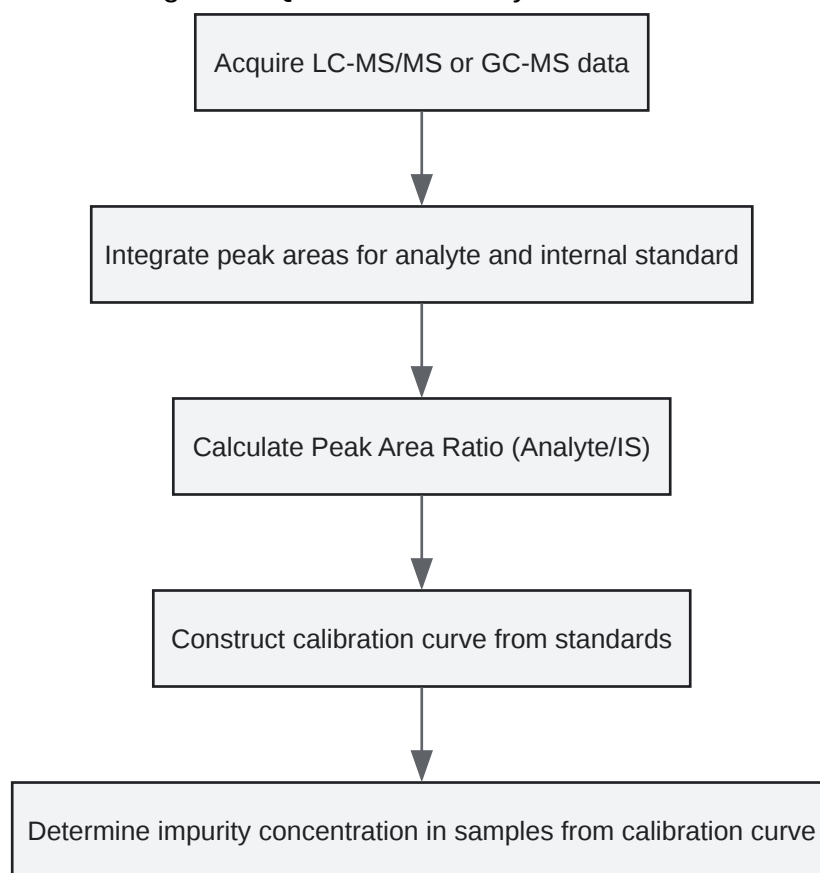 Acquire LC-MS/MS or GC-MS data
Integrate peak areas for analyte and internal standard
Calculate Peak Area Ratio (Analyte/IS)
Construct calibration curve from standards
Determine impurity concentration in samples from calibration curve